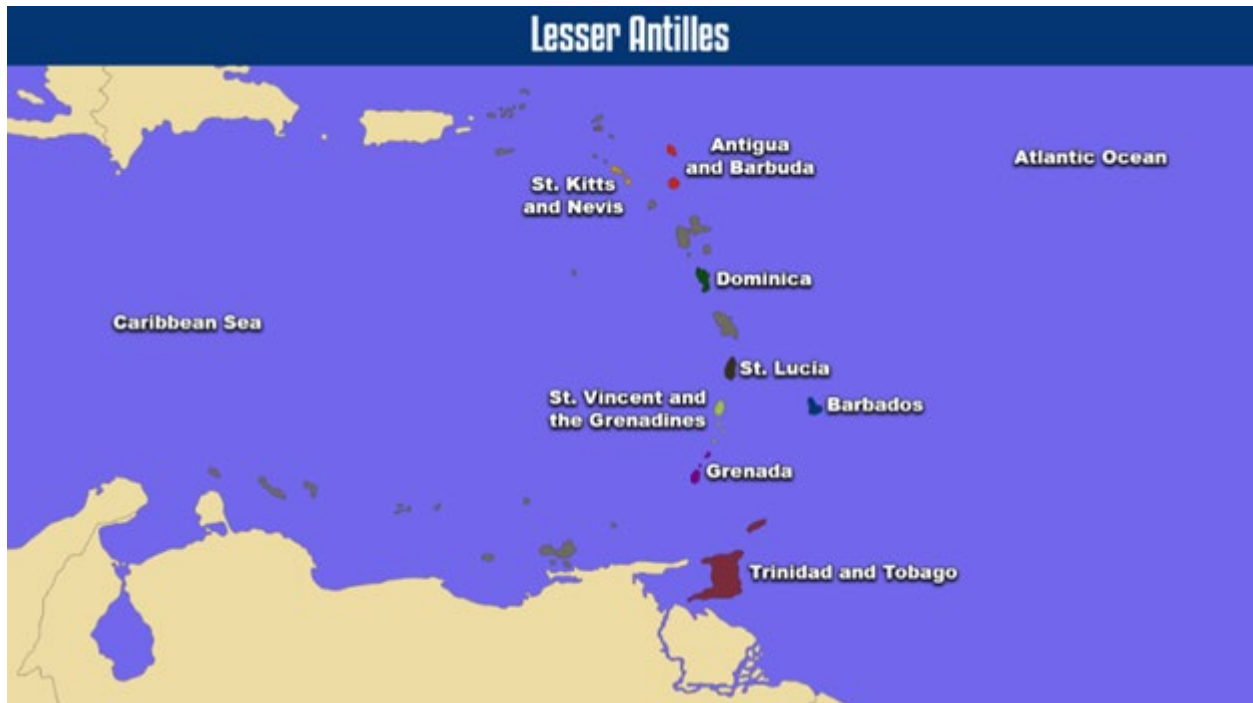 Lesser Antilles
Antigua
and Barbuda
Atlantic Ocean
St. Kitts
and Nevis
Dominica
Caribbean Sea
St. Lucia
St. Vincent and
the Grenadines
Barbados
Grenada
Trinidad and Tobago